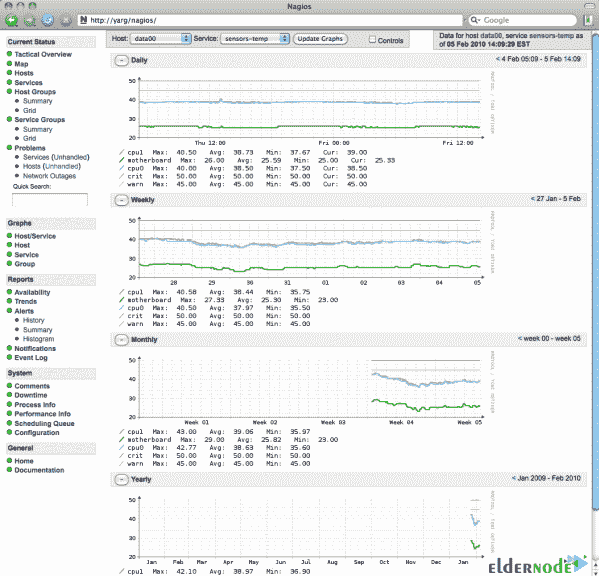 Nagios
http://yarg/nagios/
Google
Current Status
Tactical Overview
Map
Hosts
Services
Host Groups
Summary
Grid
Service Groups
Summary
Grid
Problems
Services (Unhandled)
Hosts (Unhandled)
Network Outages
Quick Search:
Graphs
Host/Service
Host
Service
Group
Reports
Availability
Trends
Alerts
History
Summary
Histogram
Notifications
Event Log
System
Comments
Downtime
Process Info
Performance Info
Scheduling Queue
Configuration
General
Home
Documentation
Host: data00 Service: sensors-temp Update Graphs Controls
Data for host data00, service sensors-temp as
of 05 Feb 2010 14:09:29 EST
Daily < 4 Feb 05:09 - 5 Feb 14:09
50
40
30
20
Thu 12:00 Fri 00:00 Fri 12:00
cpu1 Max: 40.50 Avg: 38.73 Min: 37.67 Cur: 39.00
motherboard Max: 26.00 Avg: 25.59 Min: 25.00 Cur: 25.33
cpu0 Max: 40.00 Avg: 38.50 Min: 37.50 Cur: 38.50
crit Max: 50.00 Avg: 50.00 Min: 50.00 Cur: 50.00
warn Max: 45.00 Avg: 45.00 Min: 45.00 Cur: 45.00
Weekly < 27 Jan - 5 Feb
50
40
30
20
28 29 30 31 01 02 03 04 05
cpu1 Max: 40.58 Avg: 38.44 Min: 35.75
motherboard Max: 27.33 Avg: 25.30 Min: 23.00
cpu0 Max: 40.50 Avg: 37.97 Min: 35.50
crit Max: 50.00 Avg: 50.00 Min: 50.00
warn Max: 45.00 Avg: 45.00 Min: 45.00
Monthly < week 00 - week 05
50
40
30
20
Week 01 Week 02 Week 03 Week 04 Week 05
cpu1 Max: 43.00 Avg: 39.06 Min: 35.97
motherboard Max: 29.00 Avg: 25.82 Min: 23.00
cpu0 Max: 42.77 Avg: 38.63 Min: 35.60
crit Max: 50.00 Avg: 50.00 Min: 50.00
warn Max: 45.00 Avg: 45.00 Min: 45.00
Yearly < Jan 2009 - Feb 2010
50
40
30
20
Jan Feb Mar Apr May Jun Jul Aug Sep Oct Nov Dec Jan
cpu1 Max: 42.10 Avg: 38.97 Min: 36.90
ELDERNODE